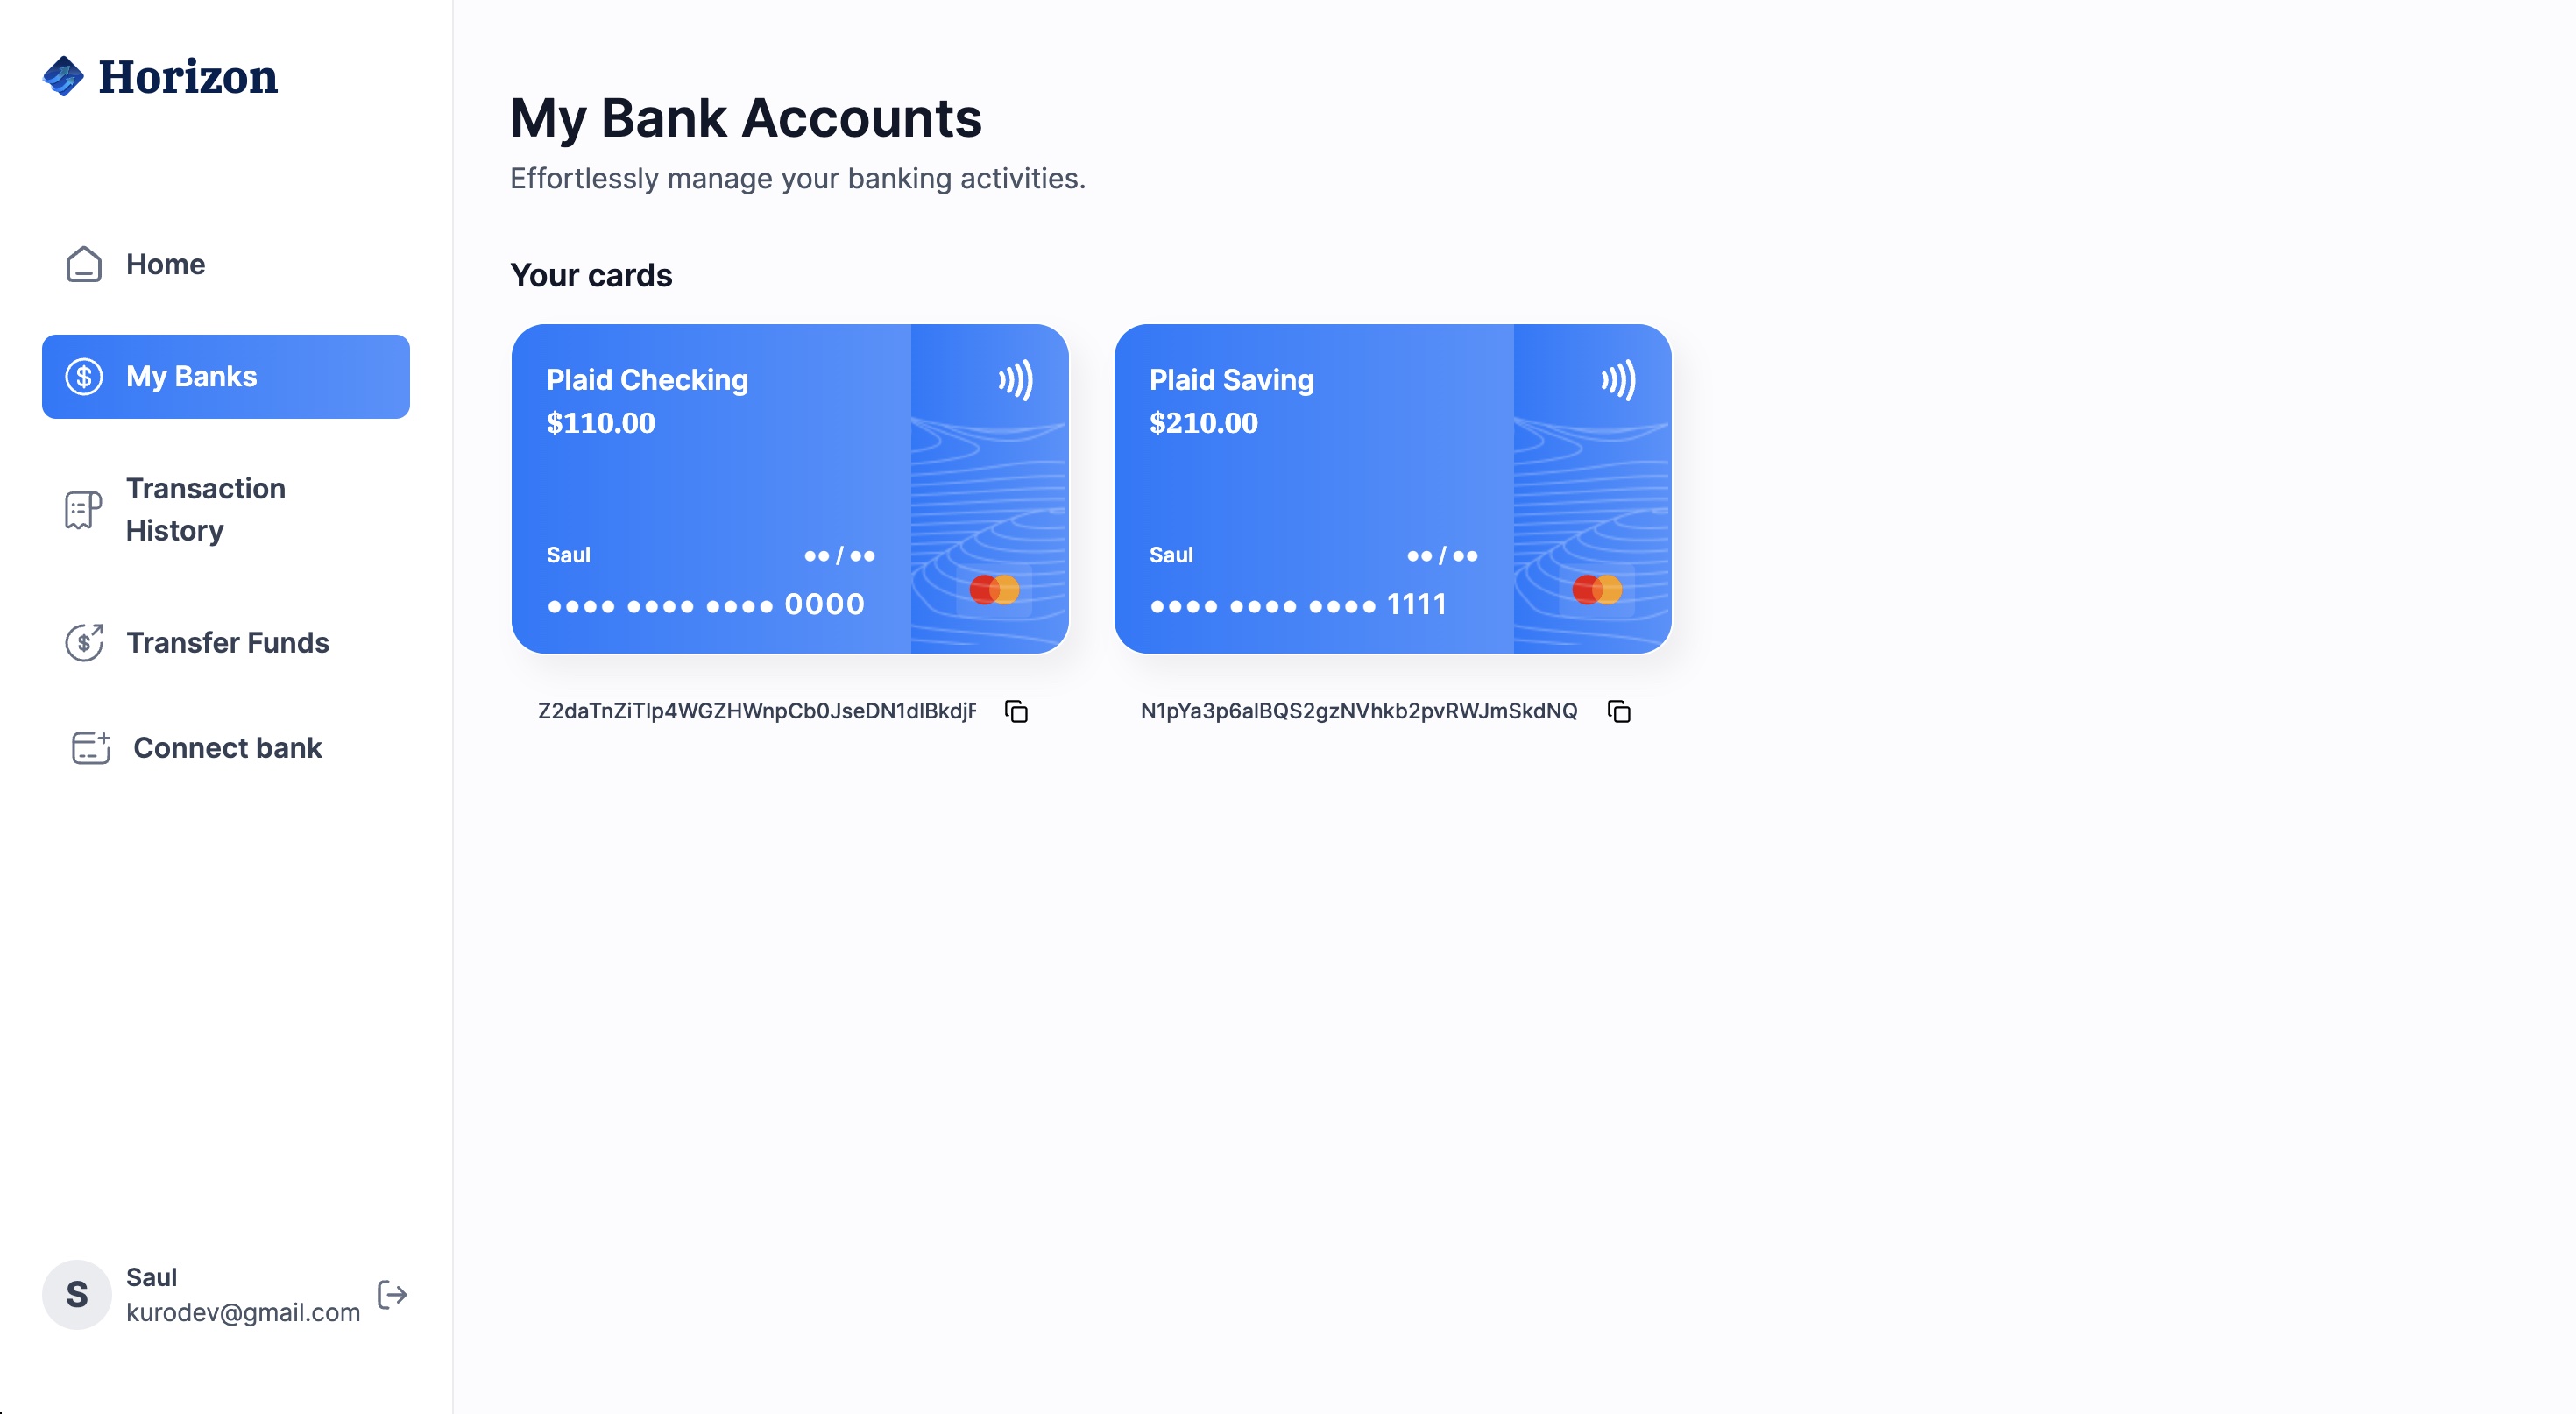 Horizon
Home
My Banks
Transaction
History
Transfer Funds
Connect bank
Saul
kurodev@gmail.com
S
My Bank Accounts
Effortlessly manage your banking activities.
Your cards
Plaid Checking
$110.00
Saul
●● / ●●
●●●● ●●●● ●●●● 0000
Z2daTnZiTlp4WGZHWnpCb0JseDN1dlBkdjF
Plaid Saving
$210.00
Saul
●● / ●●
●●●● ●●●● ●●●● 1111
N1pYa3p6alBQS2gzNVhkb2pvRWJmSkdNQ